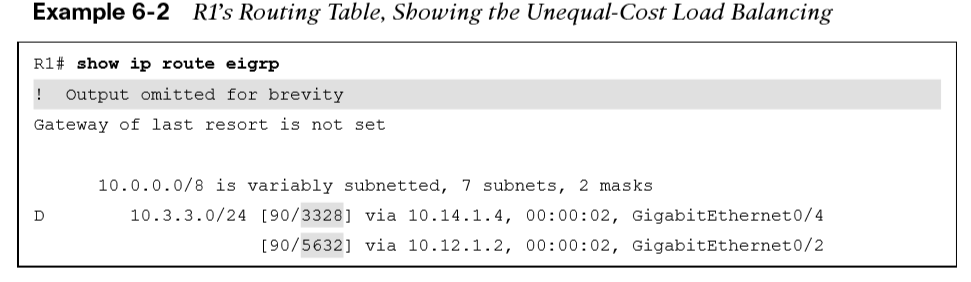 Example 6-2 R1's Routing Table, Showing the Unequal-Cost Load Balancing
R1# show ip route eigrp
! Output omitted for brevity
Gateway of last resort is not set
10.0.0.0/8 is variably subnetted, 7 subnets, 2 masks
D 10.3.3.0/24 [90/3328] via 10.14.1.4, 00:00:02, GigabitEthernet0/4
[90/5632] via 10.12.1.2, 00:00:02, GigabitEthernet0/2